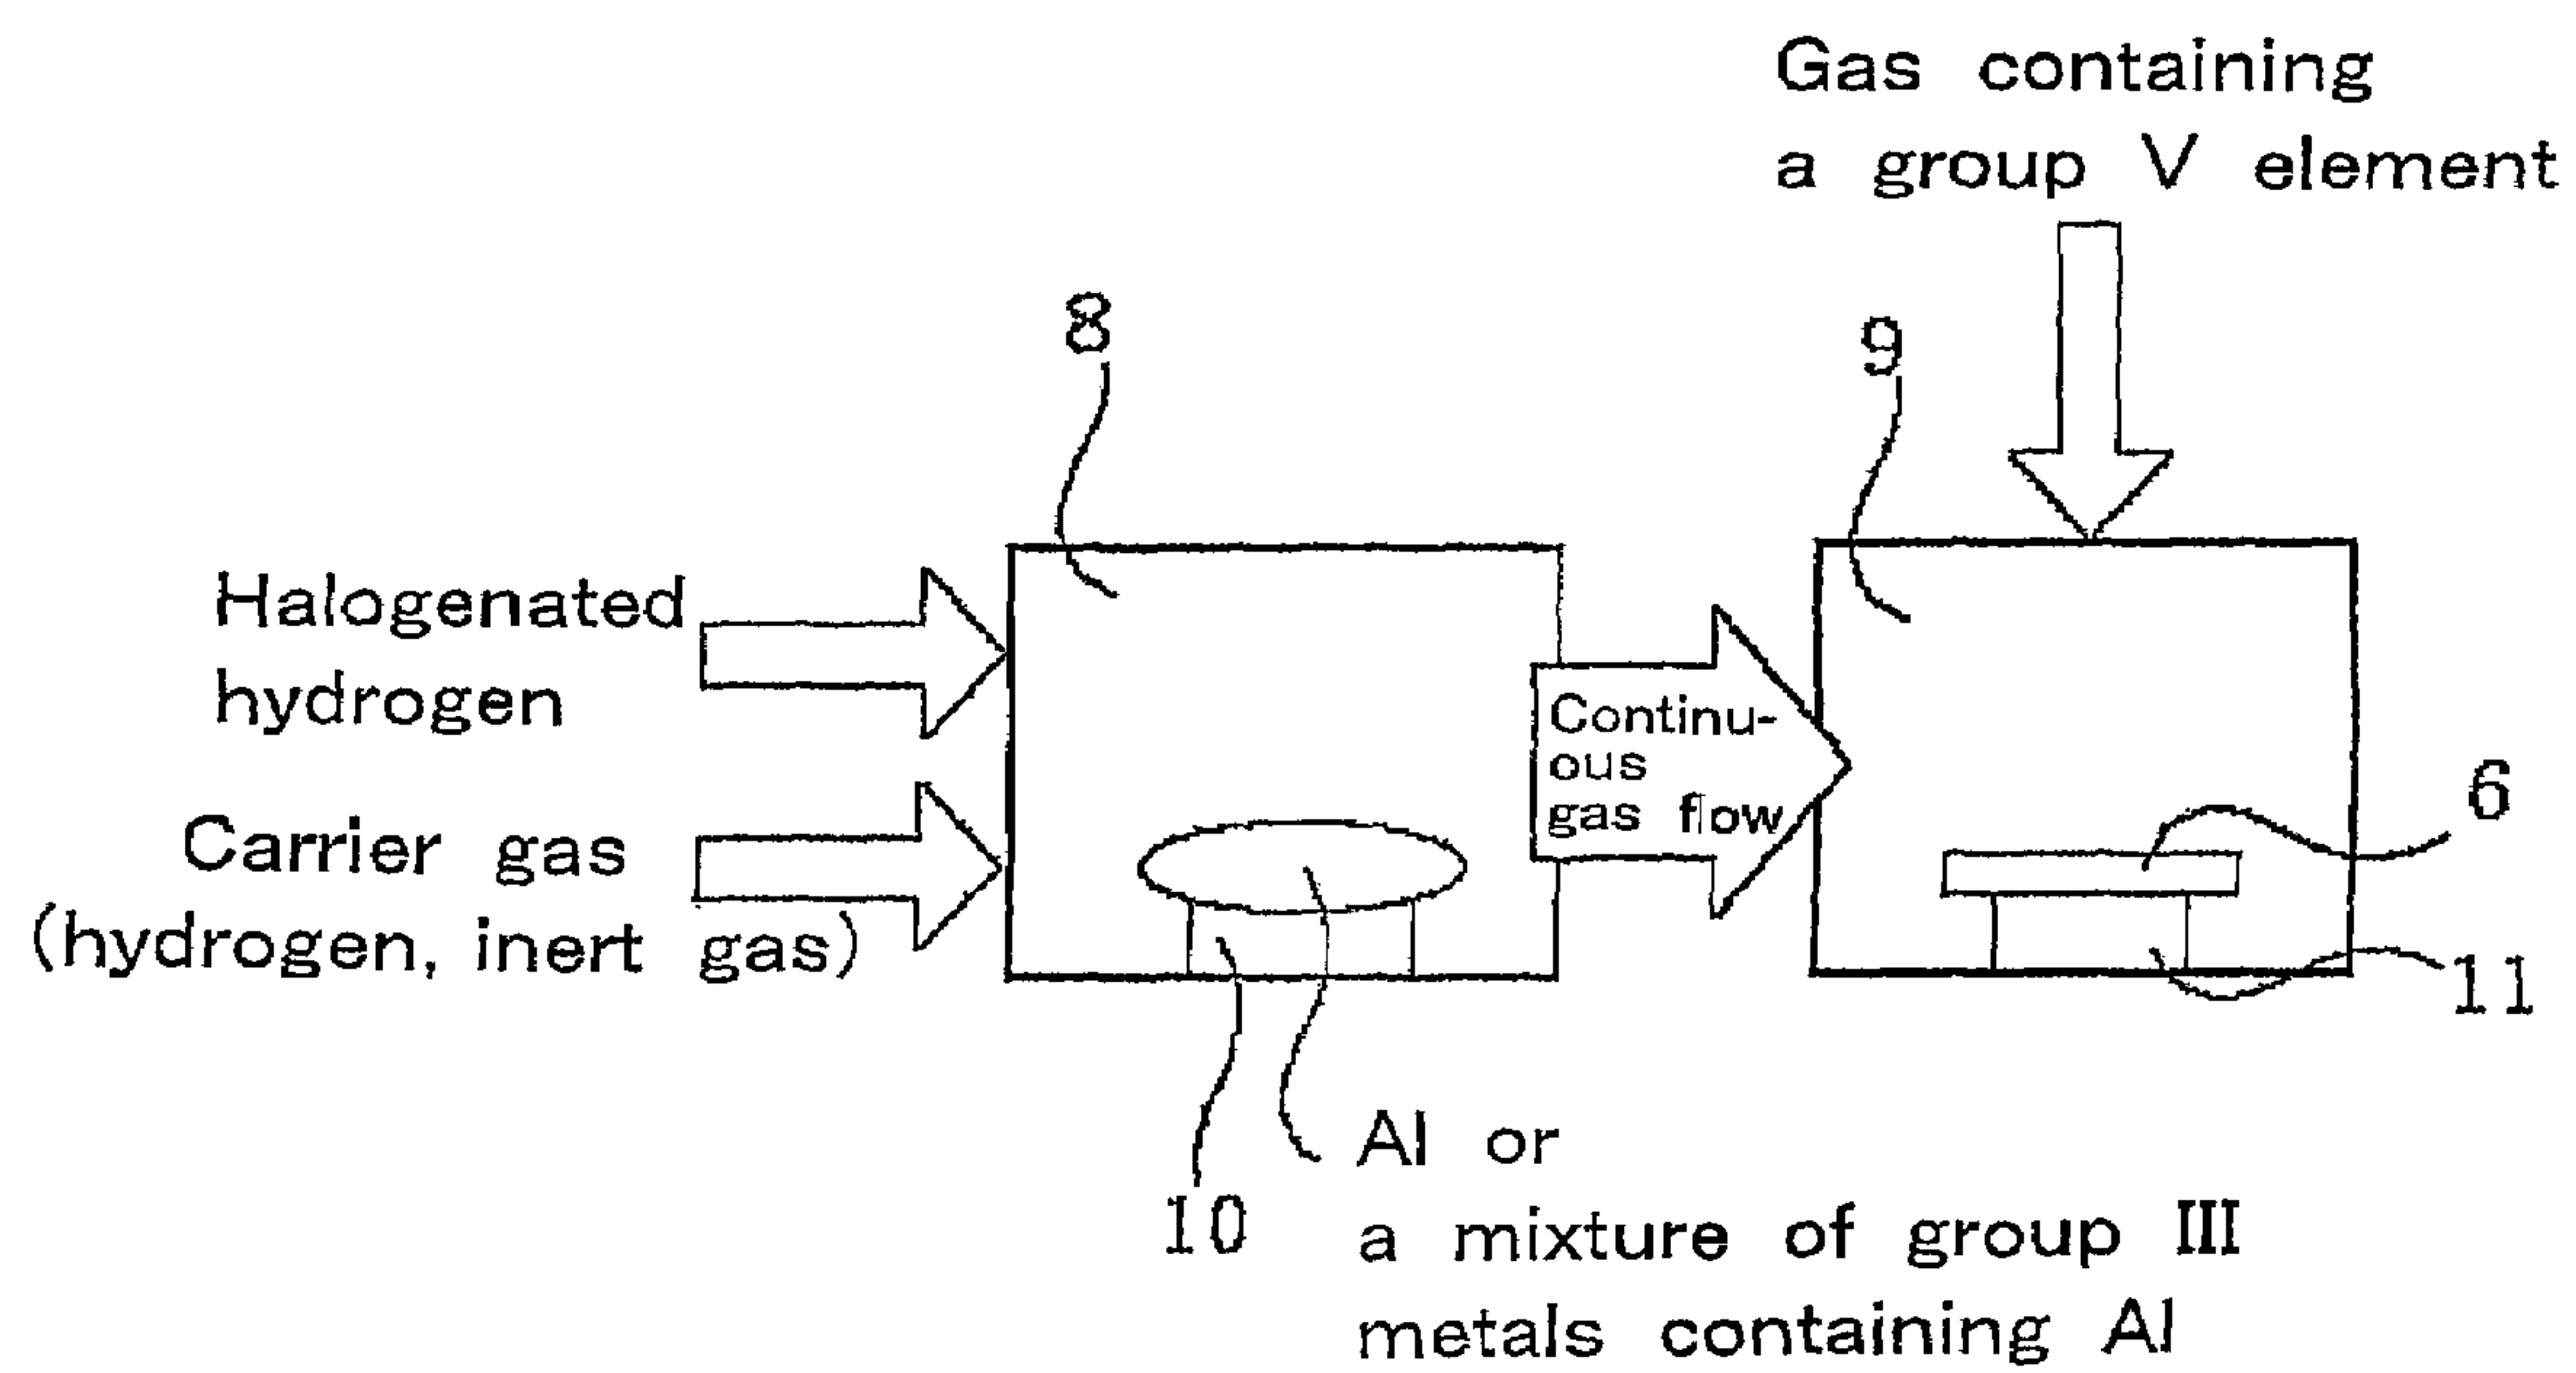 Gas containing
a group V element
8
9
Halogenated
hydrogen
Continu-
ous
gas flow
6
Carrier gas
(hydrogen, inert gas)
11
10
Al or
a mixture of group III
metals containing Al